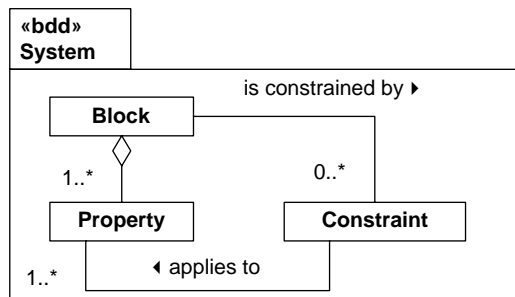 «bdd»
System
is constrained by ▶
Block
1..*
0..*
Property
Constraint
1..*
◀ applies to